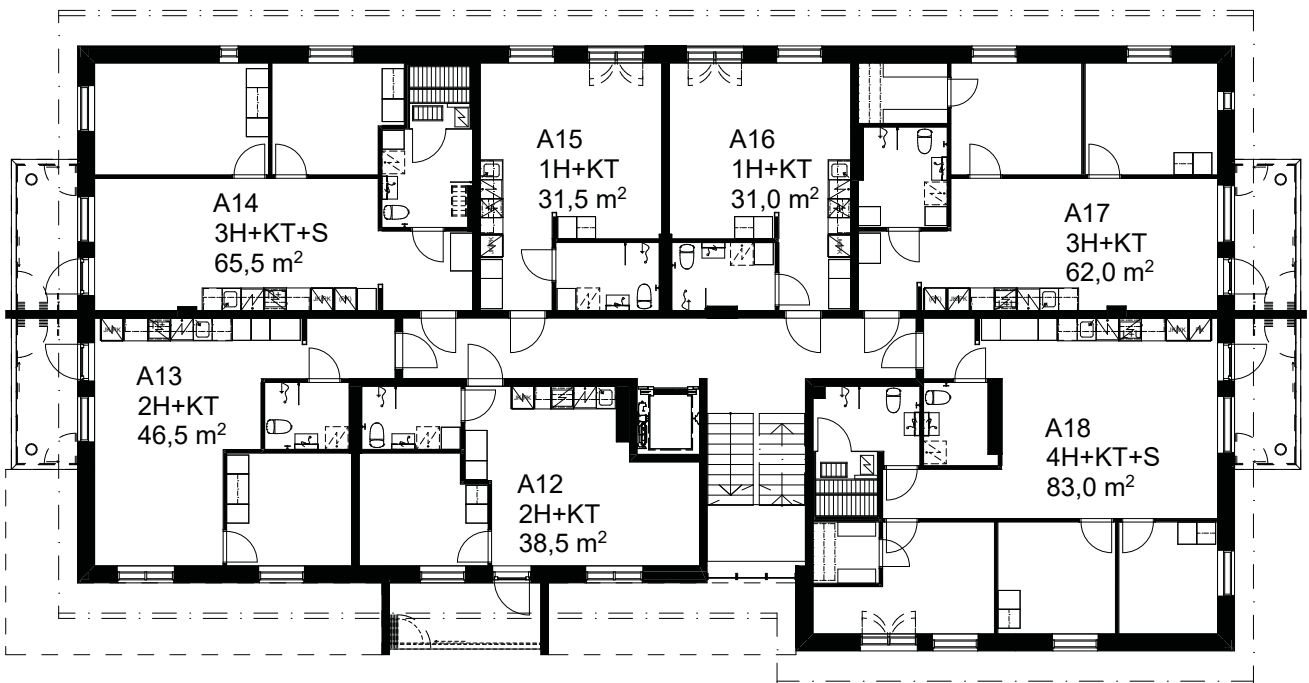 A15
1H+KT
31,5 m²
A16
1H+KT
31,0 m²
A14
3H+KT+S
65,5 m²
A17
3H+KT
62,0 m²
A13
2H+KT
46,5 m²
A18
4H+KT+S
83,0 m²
A12
2H+KT
38,5 m²